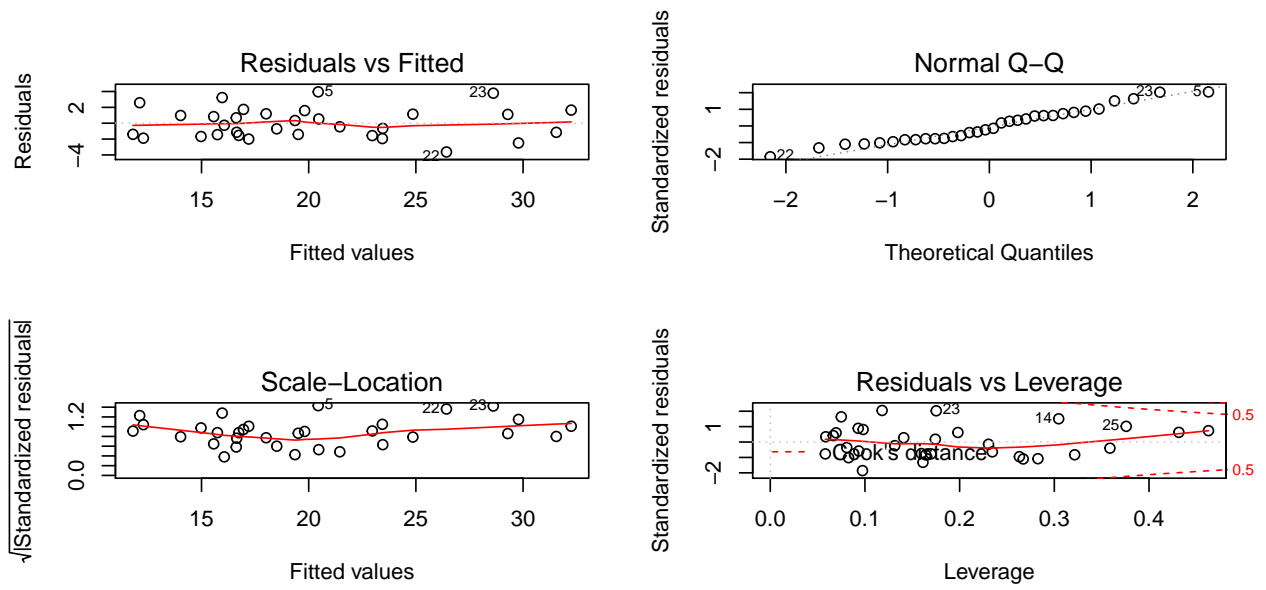 Residuals vs Fitted
Residuals
2
−4
5
23
22
15 20 25 30
Fitted values
Normal Q−Q
Standardized residuals
1
−2
23
5
22
−2 −1 0 1 2
Theoretical Quantiles
Scale−Location
√|Standardized residuals|
1.2
0.0
5
22
23
15 20 25 30
Fitted values
Residuals vs Leverage
Standardized residuals
1
−2
23
14
25
0.5
0.5
Cook's distance
0.0 0.1 0.2 0.3 0.4
Leverage